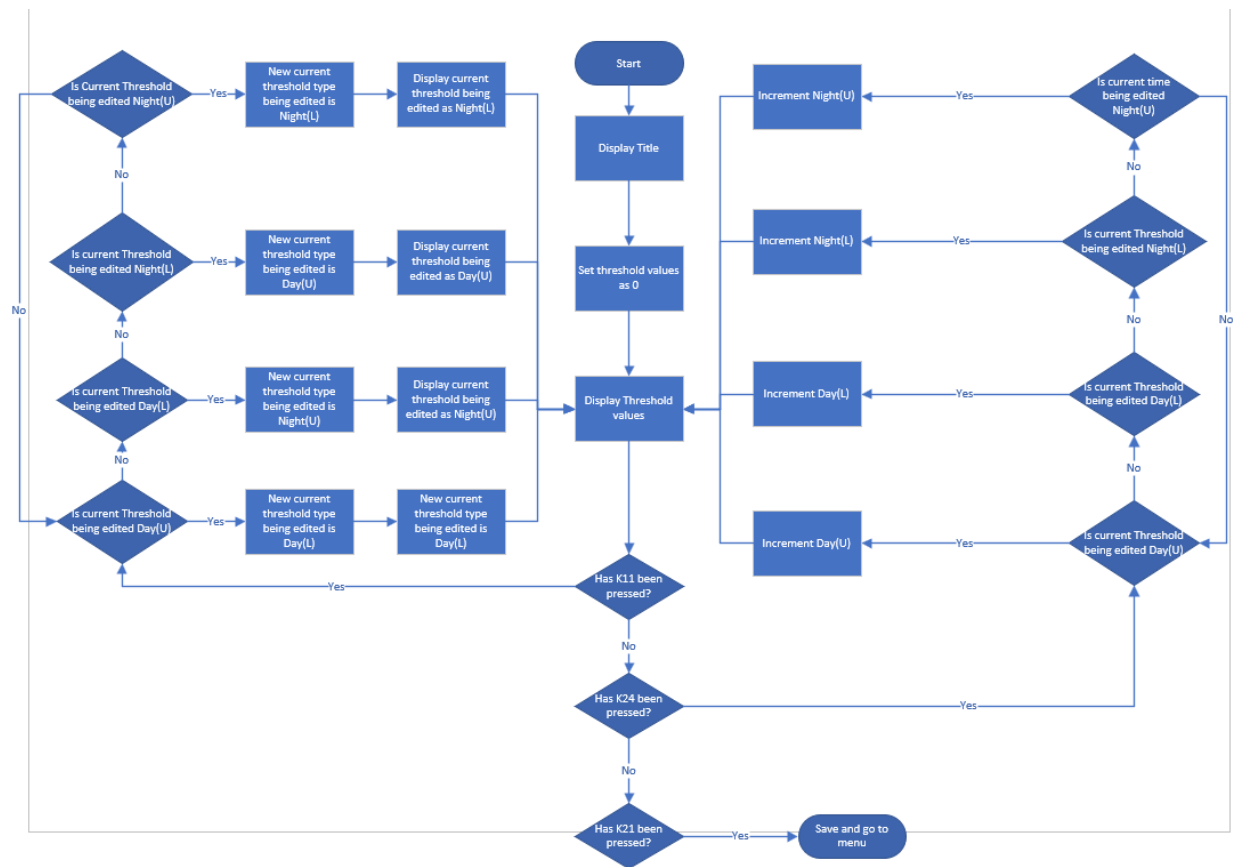 Start
Display Title
Set threshold values
as 0
Display Threshold
values
Is Current Threshold
being edited Night(U)
Yes
New current
threshold type
being edited is
Night(L)
Display current
threshold being
edited as Night(L)
No
Is current Threshold
being edited Night(L)
Yes
New current
threshold type
being edited is
Day(U)
Display current
threshold being
edited as Day(U)
No
No
Is current Threshold
being edited Day(L)
Yes
New current
threshold type
being edited is
Night(U)
Display current
threshold being
edited as Night(U)
No
Is current Threshold
being edited Day(U)
Yes
New current
threshold type
being edited is
Day(L)
New current
threshold type
being edited is
Day(L)
Increment Night(U)
Yes
Is current time
being edited
Night(U)
No
Increment Night(L)
Yes
Is current Threshold
being edited Night(L)
No
No
Increment Day(L)
Yes
Is current Threshold
being edited Day(L)
No
Increment Day(U)
Yes
Is current Threshold
being edited Day(U)
Has K11 been
pressed?
Yes
No
Has K24 been
pressed?
Yes
No
Has K21 been
pressed?
Yes
Save and go to
menu